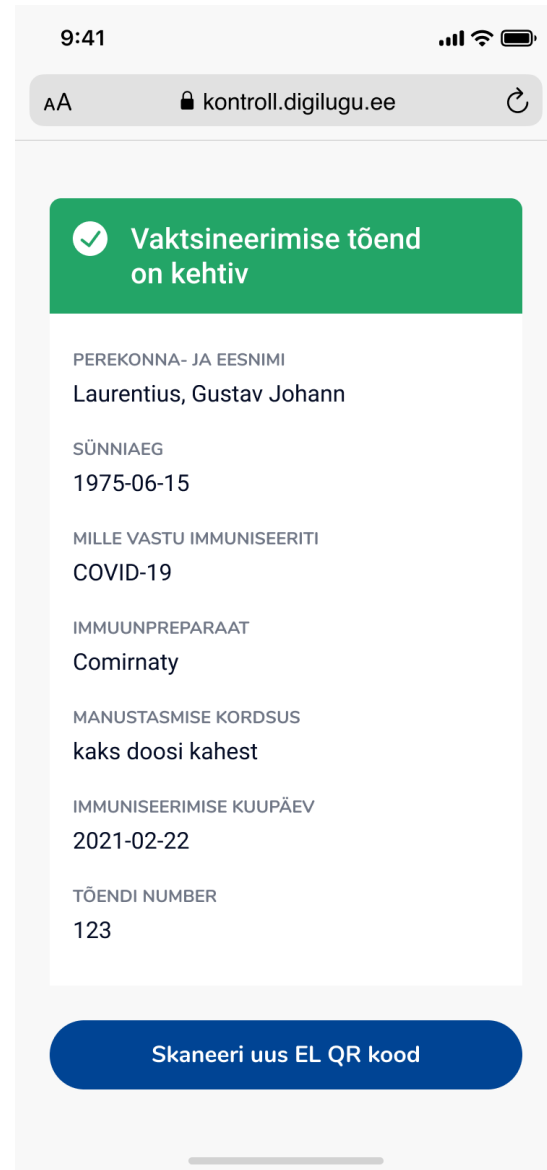 9:41
AA kontroll.digilugu.ee
Vaktsineerimise tõend
on kehtiv
PEREKONNA- JA EESNIMI
Laurentius, Gustav Johann
SÜNNIAEG
1975-06-15
MILLE VASTU IMMUNISEERITI
COVID-19
IMMUUNPREPARAAT
Comirnaty
MANUSTASMISE KORDSUS
kaks doosi kahest
IMMUNISEERIMISE KUUPÄEV
2021-02-22
TÕENDI NUMBER
123
Skaneeri uus EL QR kood